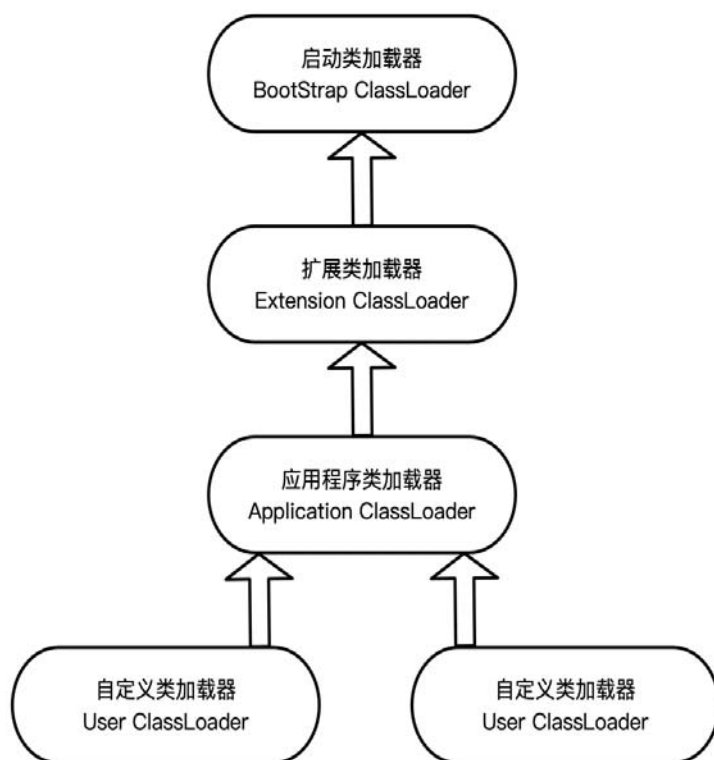 启动类加载器
BootStrap ClassLoader
扩展类加载器
Extension ClassLoader
应用程序类加载器
Application ClassLoader
自定义类加载器
User ClassLoader
自定义类加载器
User ClassLoader